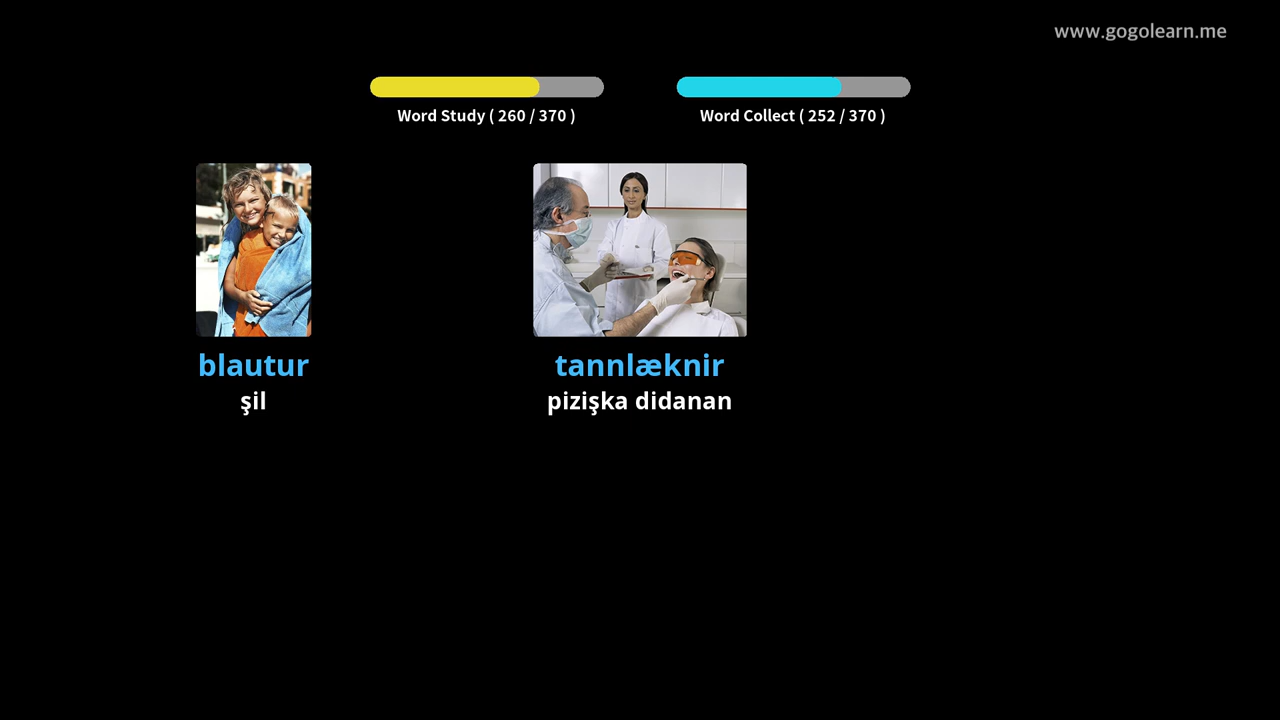 www.gogolearn.me
Word Study ( 260 / 370 )
Word Collect ( 252 / 370 )
blautur
şil
tannlæknir
pizişka didanan